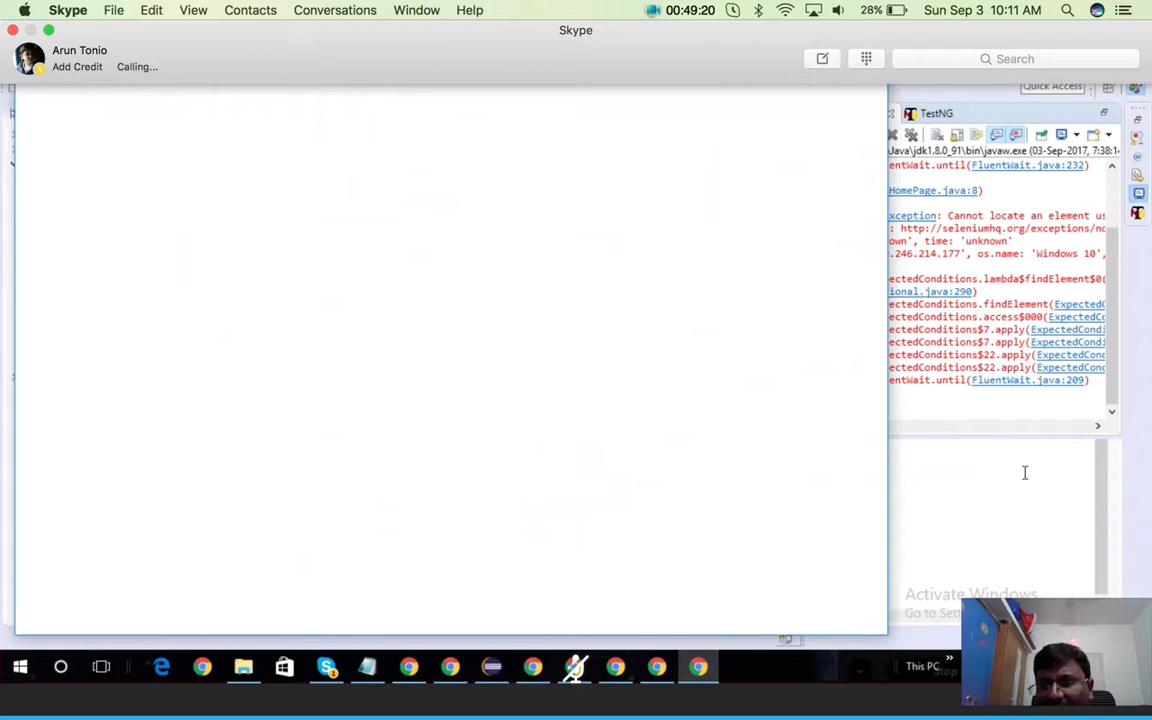 Skype File Edit View Contacts Conversations Window Help 00:49:20 28% Sun Sep 3 10:11 AM
Skype
Arun Tonio
Add Credit Calling...
Search
Quick Access
TestNG
Java\jdk1.8.0_91\bin\javaw.exe (03-Sep-2017, 7:38:14
entWait.until(FluentWait.java:232)
HomePage.java:8)
xception: Cannot locate an element us
: http://seleniumhq.org/exceptions/no
own', time: 'unknown'
.246.214.177', os.name: 'Windows 10',
ectedConditions.lambda$findElement$0(
ional.java:290)
ectedConditions.findElement(ExpectedC
ectedConditions.access$000(ExpectedCo
ectedConditions$7.apply(ExpectedCondi
ectedConditions$7.apply(ExpectedCondi
ectedConditions$22.apply(ExpectedCond
ectedConditions$22.apply(ExpectedCond
entWait.until(FluentWait.java:209)
Activate Windows
Go to Set
This PC
Stop